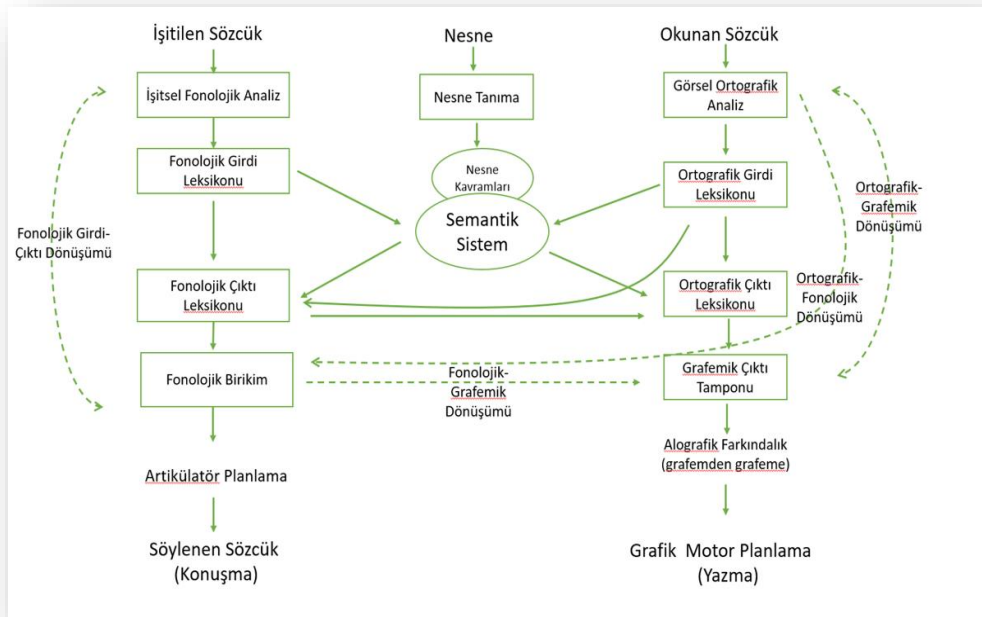 İşitilen Sözcük
Nesne
Okunan Sözcük
İşitsel Fonolojik Analiz
Nesne Tanıma
Görsel Ortografik
Analiz
Fonolojik Girdi
Leksikonu
Nesne
Kavramları
Semantik
Sistem
Ortografik Girdi
Leksikonu
Ortografik-
Grafemik
Dönüşümü
Fonolojik Girdi-
Çıktı Dönüşümü
Fonolojik Çıktı
Leksikonu
Ortografik Çıktı
Leksikonu
Ortografik-
Fonolojik
Dönüşümü
Fonolojik Birikim
Fonolojik-
Grafemik
Dönüşümü
Grafemik Çıktı
Tamponu
Artikülatör Planlama
Alografik Farkındalık
(grafemden grafeme)
Söylenen Sözcük
(Konuşma)
Grafik Motor Planlama
(Yazma)